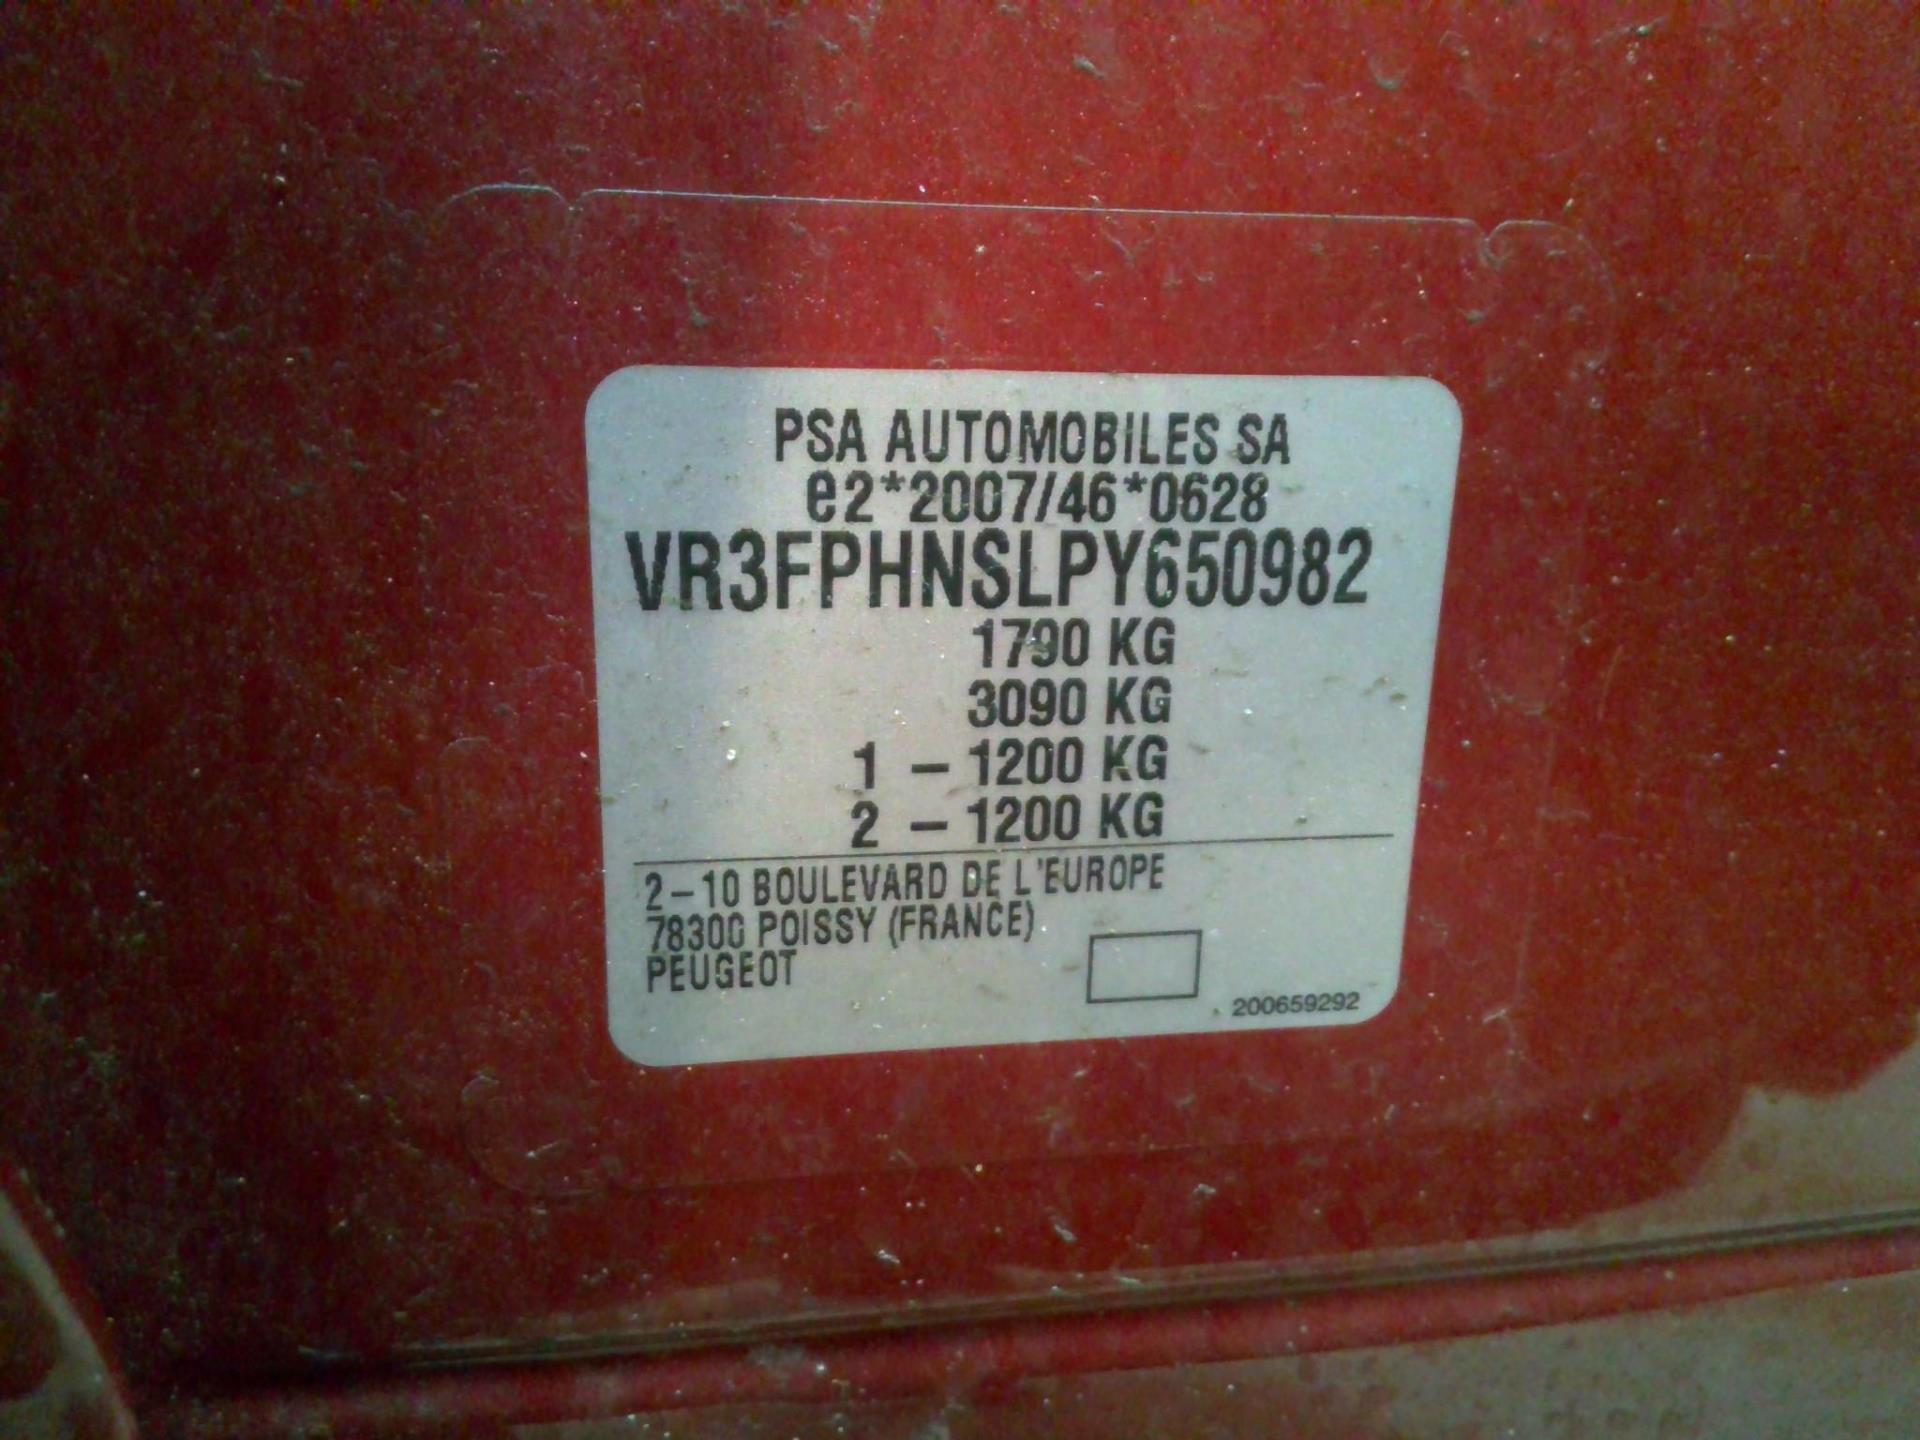 PSA AUTOMOBILES SA
e2*2007/46*0628
VR3FPHNSLPY650982
1790 KG
3090 KG
1 - 1200 KG
2 - 1200 KG
2-10 BOULEVARD DE L'EUROPE
78300 POISSY (FRANCE)
PEUGEOT
200659292